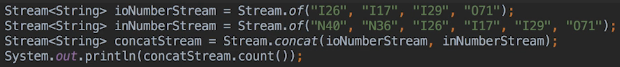 Stream<String> ioNumberStream = Stream.of("I26", "I17", "I29", "O71");
Stream<String> inNumberStream = Stream.of("N40", "N36", "I26", "I17", "I29", "O71");
Stream<String> concatStream = Stream.concat(ioNumberStream, inNumberStream);
System.out.println(concatStream.count());